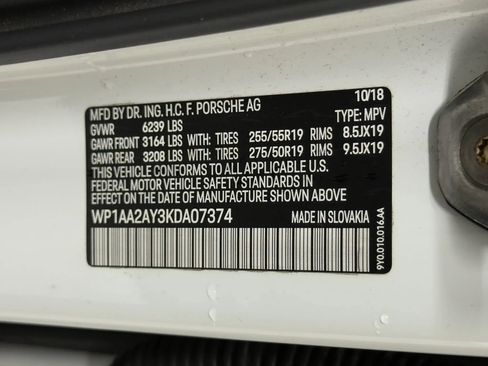 MFD BY DR. ING. H.C. F. PORSCHE AG 10/18
GVWR 6239 LBS TYPE: MPV
GAWR FRONT 3164 LBS WITH: TIRES 255/55R19 RIMS 8.5JX19
GAWR REAR 3208 LBS WITH: TIRES 275/50R19 RIMS 9.5JX19
THIS VEHICLE CONFORMS TO ALL APPLICABLE
FEDERAL MOTOR VEHICLE SAFETY STANDARDS IN
EFFECT ON THE DATE OF MANUFACTURE SHOWN ABOVE
WP1AA2AY3KDA07374 MADE IN SLOVAKIA
9Y0.010.016.AA